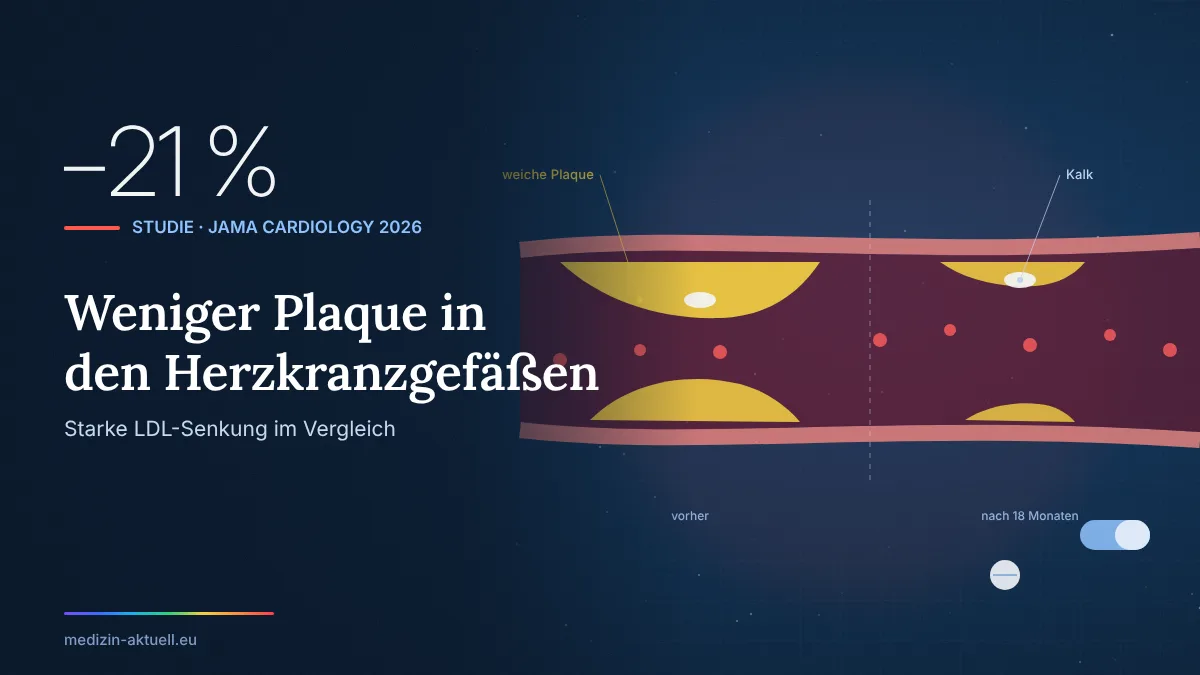 –21 %
STUDIE · JAMA CARDIOLOGY 2026
Weniger Plaque in
den Herzkranzgefäßen
Starke LDL-Senkung im Vergleich
weiche Plaque
Kalk
vorher
nach 18 Monaten
medizin-aktuell.eu